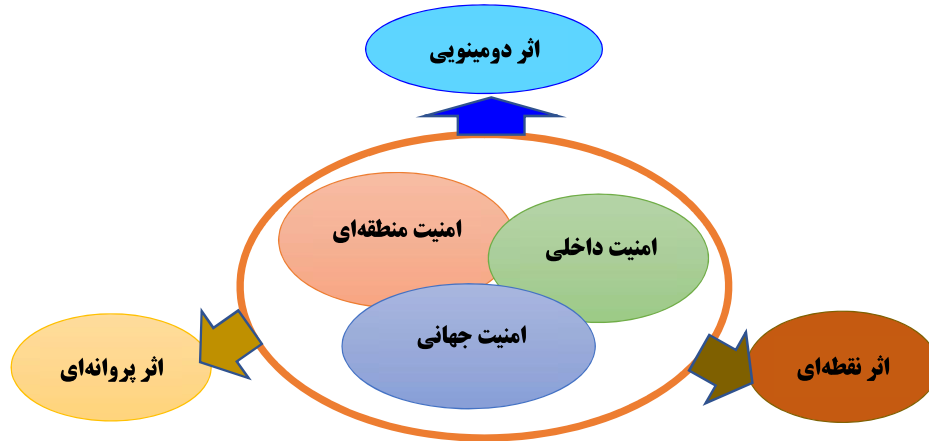 اثر دومینویی
امنیت منطقه‌ای
امنیت داخلی
امنیت جهانی
اثر نقطه‌ای
اثر پروانه‌ای